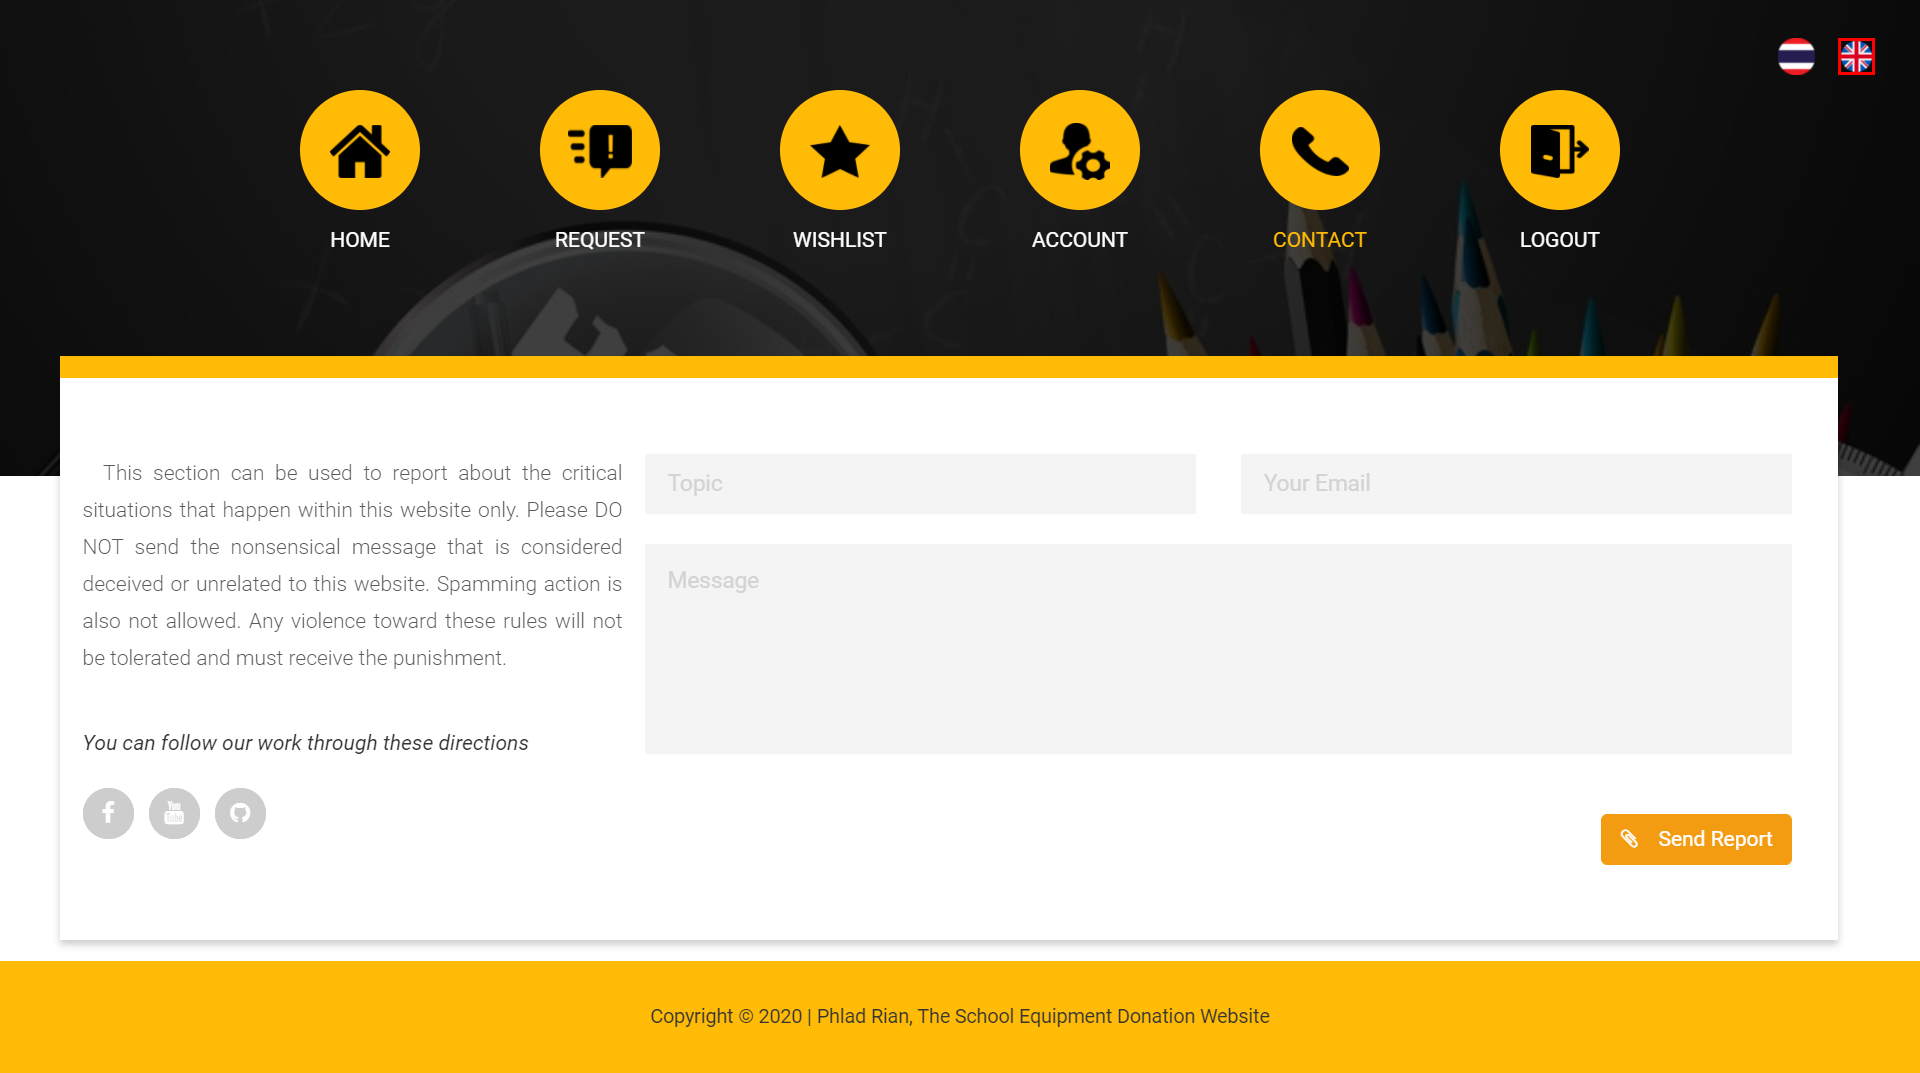 HOME
REQUEST
WISHLIST
ACCOUNT
CONTACT
LOGOUT
This section can be used to report about the critical
situations that happen within this website only. Please DO
NOT send the nonsensical message that is considered
deceived or unrelated to this website. Spamming action is
also not allowed. Any violence toward these rules will not
be tolerated and must receive the punishment.
You can follow our work through these directions
You
Tube
Topic
Your Email
Message
Send Report
Copyright © 2020 | Phlad Rian, The School Equipment Donation Website